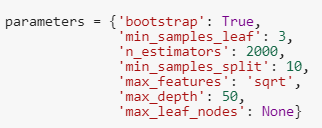 parameters = {'bootstrap': True,
'min_samples_leaf': 3,
'n_estimators': 2000,
'min_samples_split': 10,
'max_features': 'sqrt',
'max_depth': 50,
'max_leaf_nodes': None}